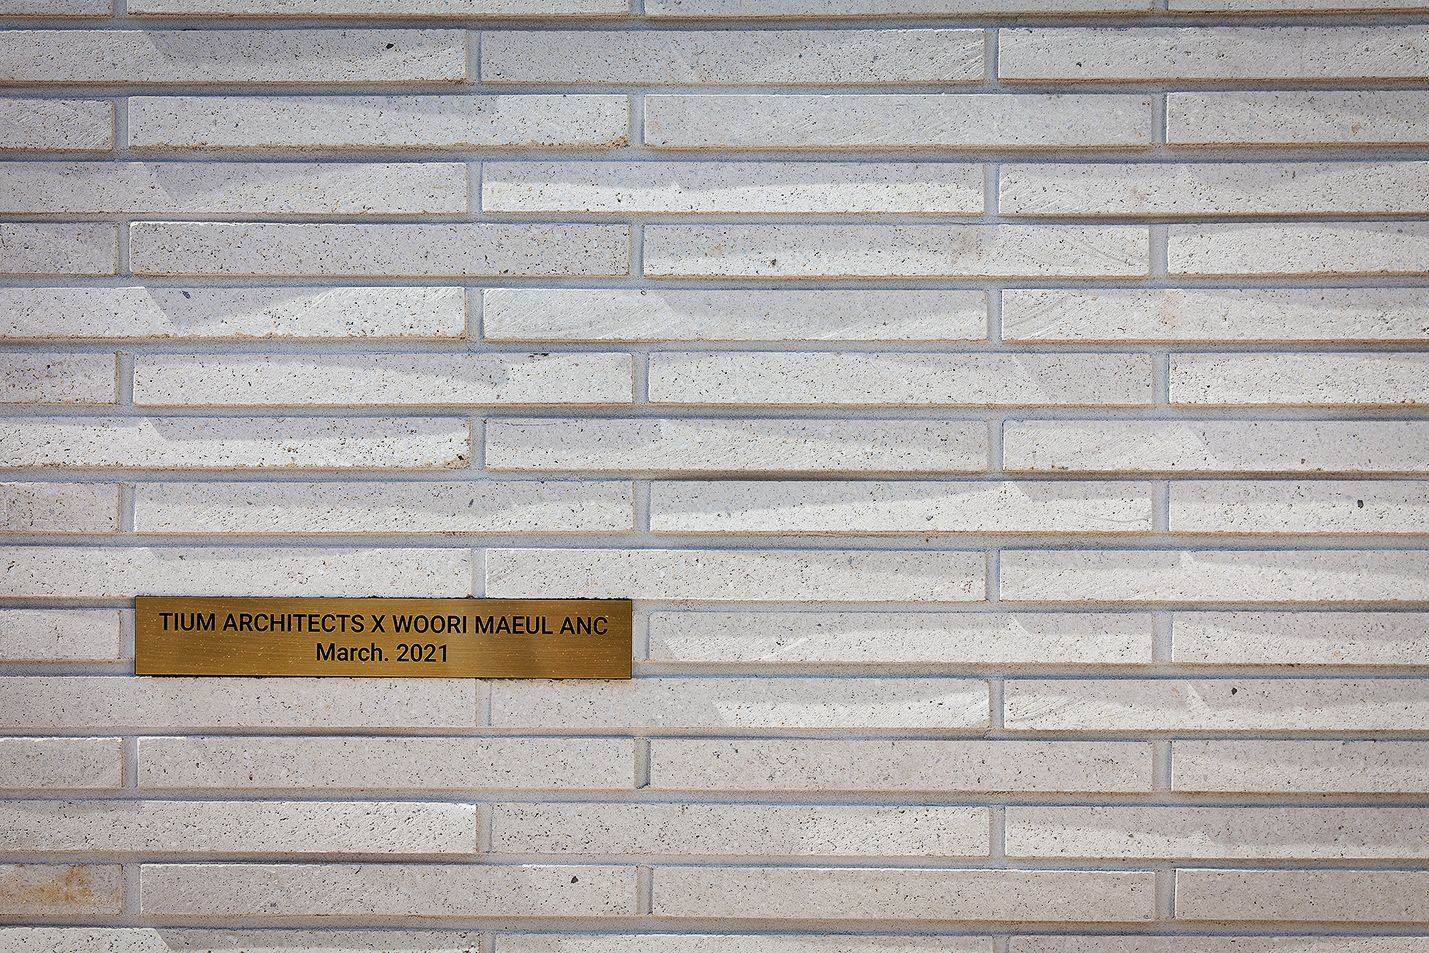 TIUM ARCHITECTS X WOORI MAEUL ANC
March. 2021